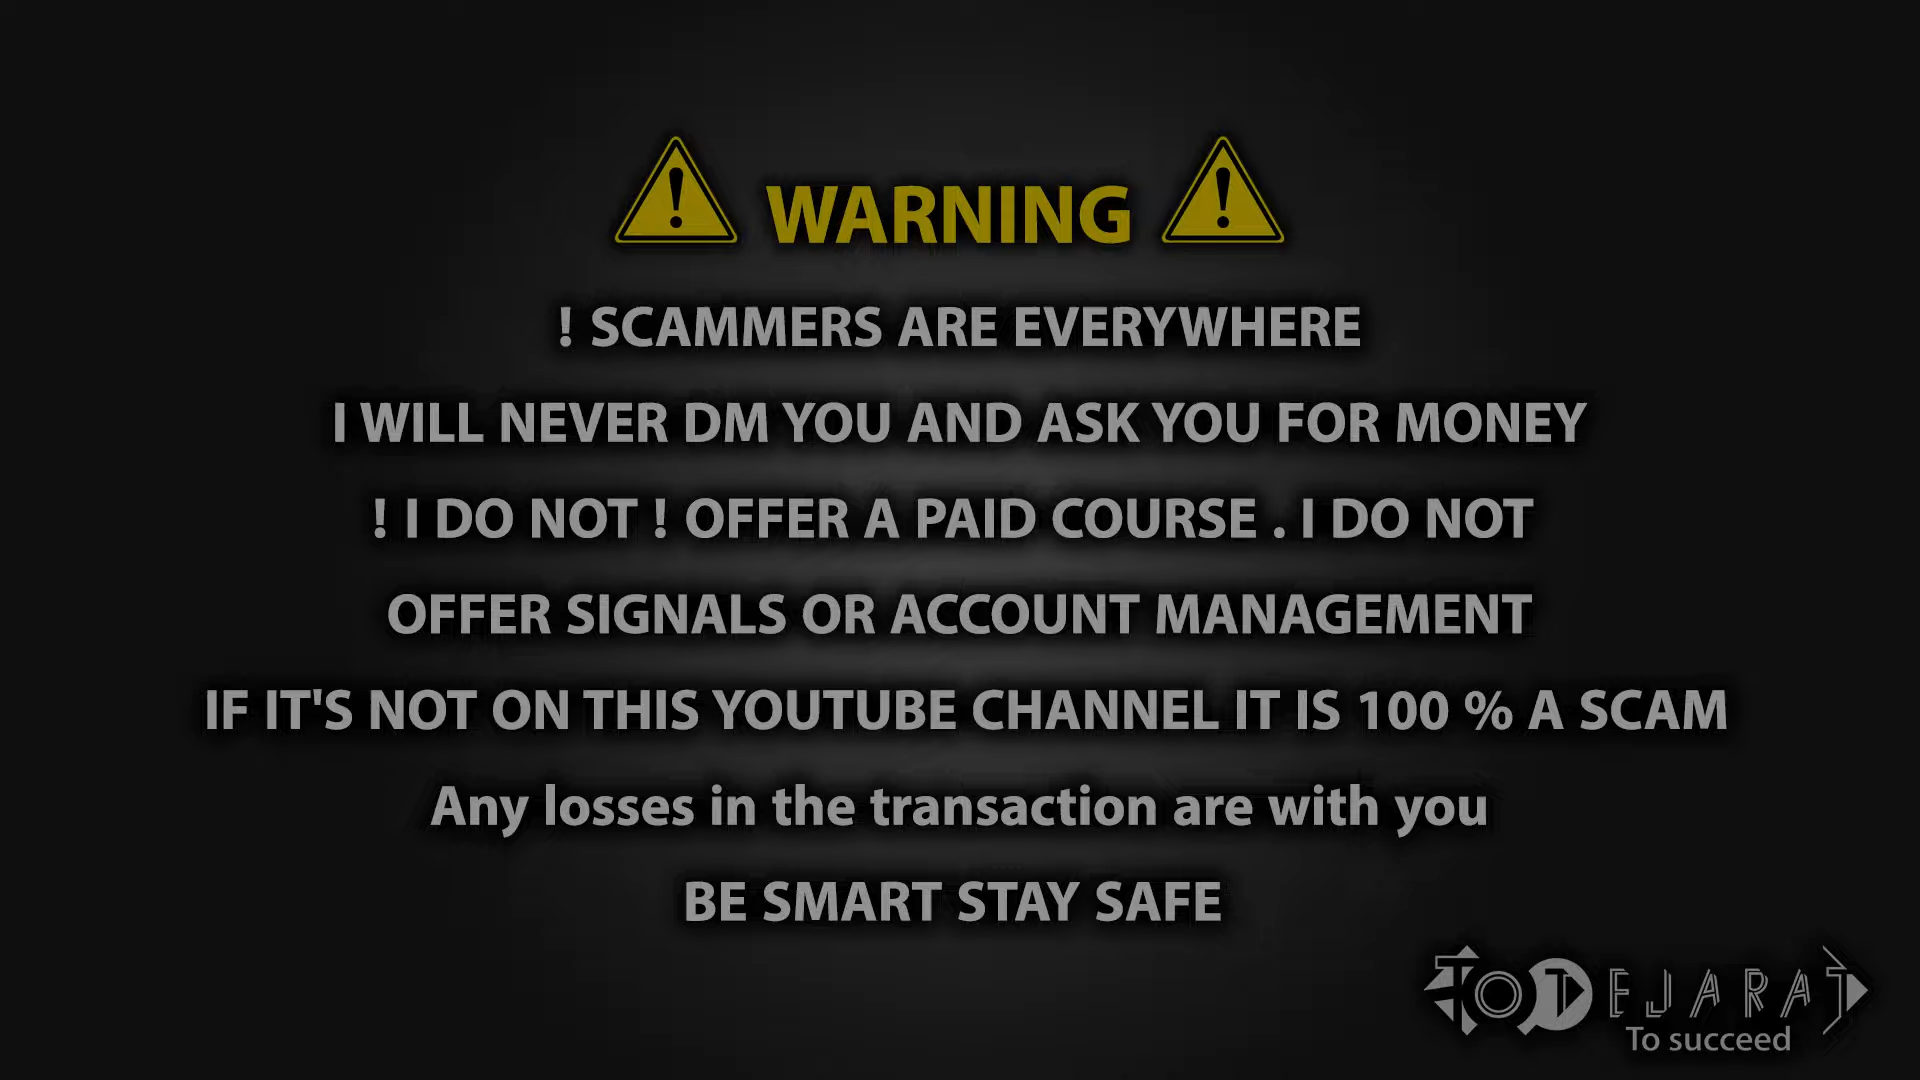 WARNING
! SCAMMERS ARE EVERYWHERE
I WILL NEVER DM YOU AND ASK YOU FOR MONEY
! I DO NOT ! OFFER A PAID COURSE . I DO NOT
OFFER SIGNALS OR ACCOUNT MANAGEMENT
IF IT'S NOT ON THIS YOUTUBE CHANNEL IT IS 100 % A SCAM
Any losses in the transaction are with you
BE SMART STAY SAFE
TO TEJARAT
To succeed